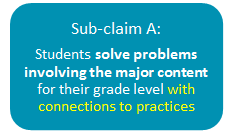 Sub-claim A:
Students solve problems
involving the major content
for their grade level with
connections to practices